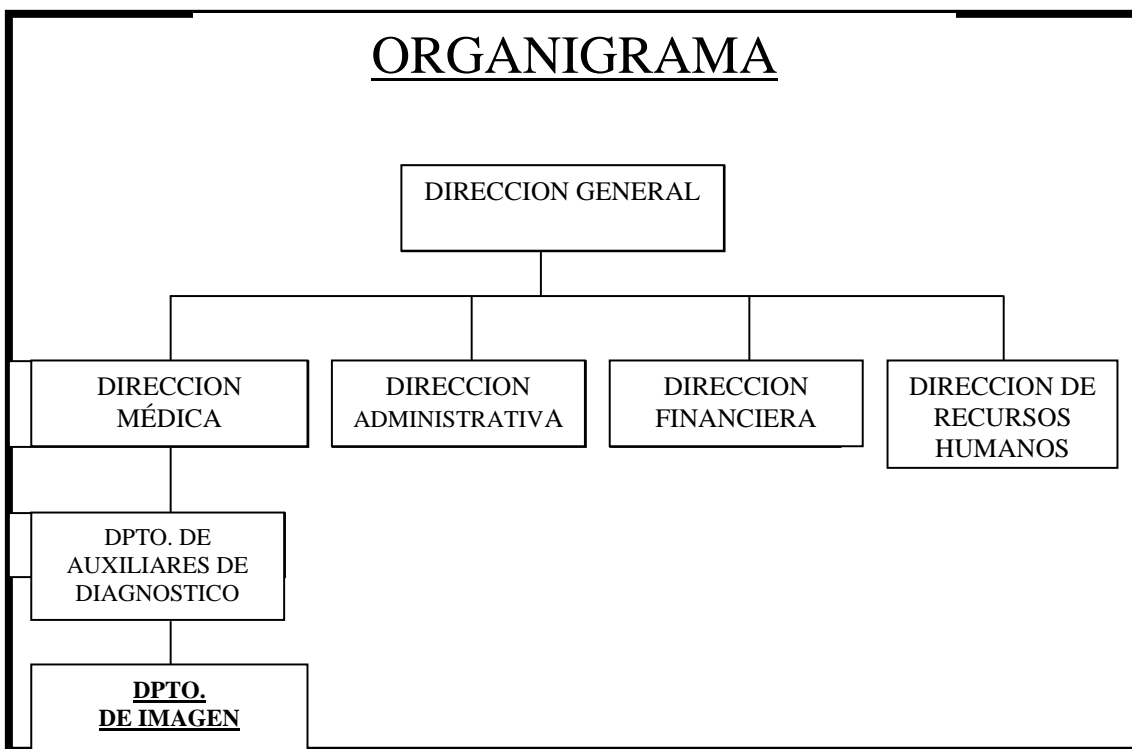 ORGANIGRAMA
DIRECCION GENERAL
DIRECCION
MÉDICA
DIRECCION
ADMINISTRATIVA
DIRECCION
FINANCIERA
DIRECCION DE
RECURSOS
HUMANOS
DPTO. DE
AUXILIARES DE
DIAGNOSTICO
DPTO.
DE IMAGEN